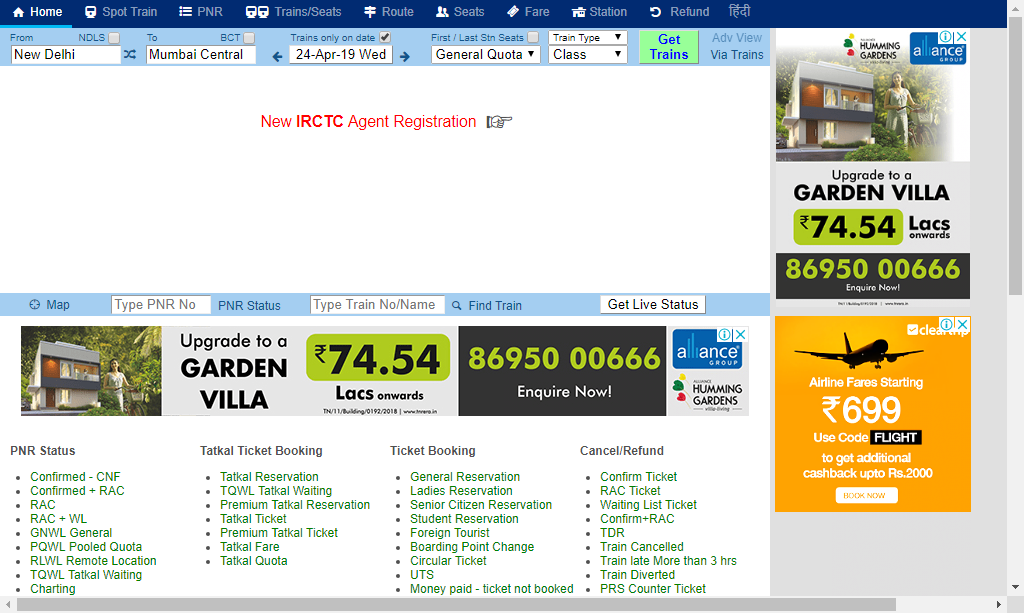 Home Spot Train PNR Trains/Seats Route Seats Fare Station Refund हिंदी
From NDLS To BCT Trains only on date First / Last Stn Seats Train Type Get Trains Adv View
New Delhi Mumbai Central 24-Apr-19 Wed General Quota Class Via Trains
New IRCTC Agent Registration
Map Type PNR No PNR Status Type Train No/Name Find Train Get Live Status
Upgrade to a
GARDEN
VILLA
₹74.54
Lacs onwards
TN/11/Building/0192/2018 | www.tnrera.in
86950 00666
Enquire Now!
alliance
GROUP
ALLIANCE
HUMMING
GARDENS
villa-living
PNR Status
Confirmed - CNF
Confirmed + RAC
RAC
RAC + WL
GNWL General
PQWL Pooled Quota
RLWL Remote Location
TQWL Tatkal Waiting
Charting
Tatkal Ticket Booking
Tatkal Reservation
TQWL Tatkal Waiting
Premium Tatkal Reservation
Tatkal Ticket
Premium Tatkal Ticket
Tatkal Fare
Tatkal Quota
Ticket Booking
General Reservation
Ladies Reservation
Senior Citizen Reservation
Student Reservation
Foreign Tourist
Boarding Point Change
Circular Ticket
UTS
Money paid - ticket not booked
Cancel/Refund
Confirm Ticket
RAC Ticket
Waiting List Ticket
Confirm+RAC
TDR
Train Cancelled
Train late More than 3 hrs
Train Diverted
PRS Counter Ticket
HUMMING
GARDENS
alliance
GROUP
Upgrade to a
GARDEN VILLA
₹74.54 Lacs
onwards
86950 00666
Enquire Now!
cleartrip
Airline Fares Starting
₹699
Use Code FLIGHT
to get additional
cashback upto Rs.2000
BOOK NOW